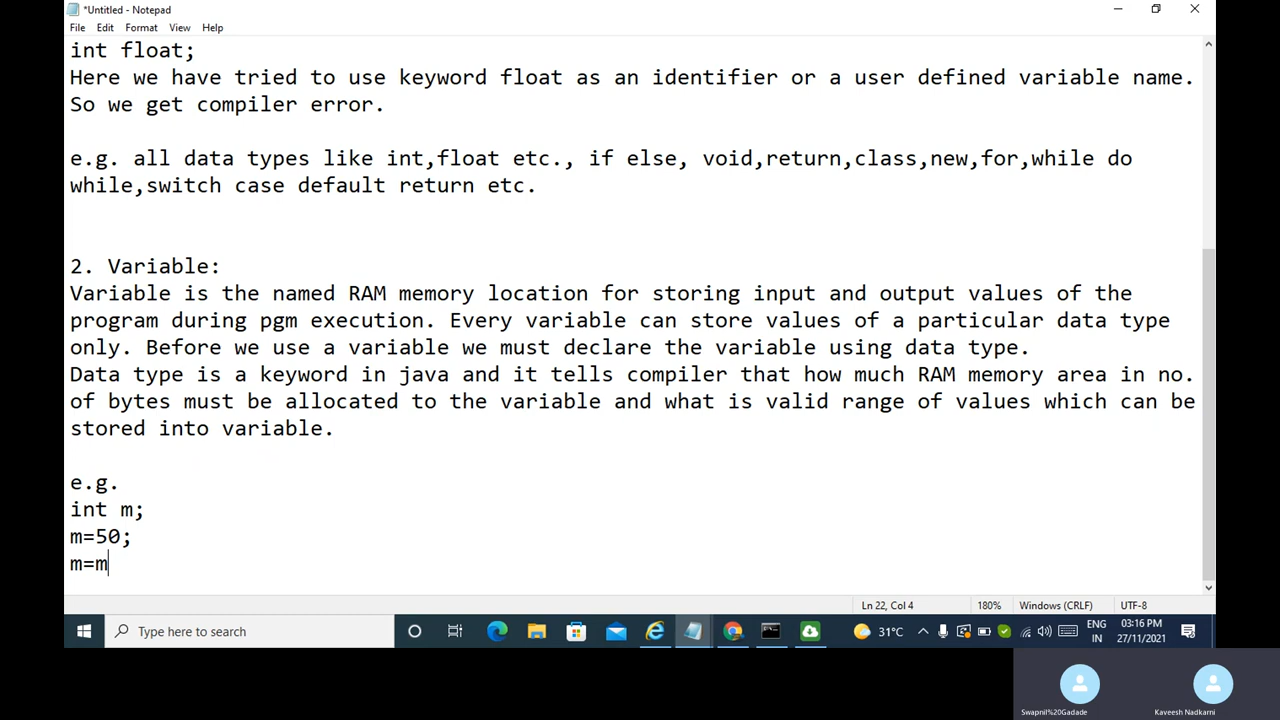 *Untitled - Notepad
File Edit Format View Help
int float;
Here we have tried to use keyword float as an identifier or a user defined variable name.
So we get compiler error.
e.g. all data types like int,float etc., if else, void,return,class,new,for,while do
while,switch case default return etc.
2. Variable:
Variable is the named RAM memory location for storing input and output values of the
program during pgm execution. Every variable can store values of a particular data type
only. Before we use a variable we must declare the variable using data type.
Data type is a keyword in java and it tells compiler that how much RAM memory area in no.
of bytes must be allocated to the variable and what is valid range of values which can be
stored into variable.
e.g.
int m;
m=50;
m=m
Ln 22, Col 4 180% Windows (CRLF) UTF-8
Type here to search 31°C ENG IN 03:16 PM 27/11/2021
Swapnil%20Gadade Kaveesh Nadkarni